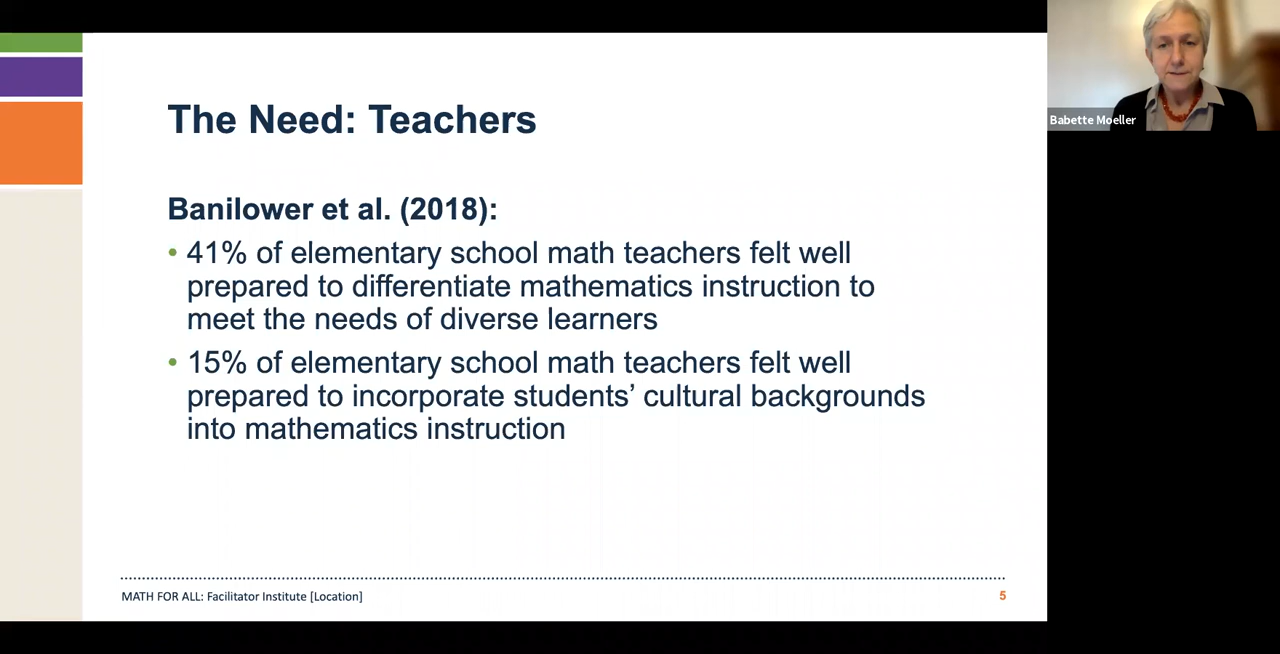 The Need: Teachers
Babette Moeller
Banilower et al. (2018):
• 41% of elementary school math teachers felt well
prepared to differentiate mathematics instruction to
meet the needs of diverse learners
• 15% of elementary school math teachers felt well
prepared to incorporate students’ cultural backgrounds
into mathematics instruction
MATH FOR ALL: Facilitator Institute [Location]
5